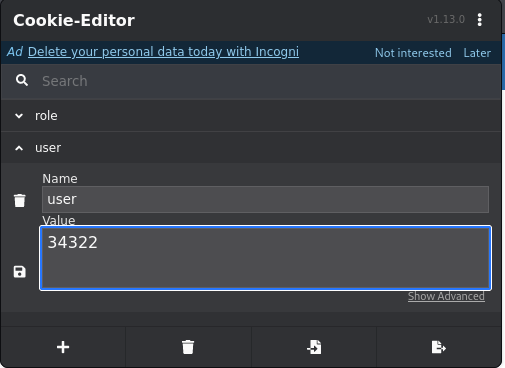 Cookie-Editor
v1.13.0
Ad Delete your personal data today with Incogni
Not interested
Later
Search
role
user
Name
user
Value
34322
Show Advanced